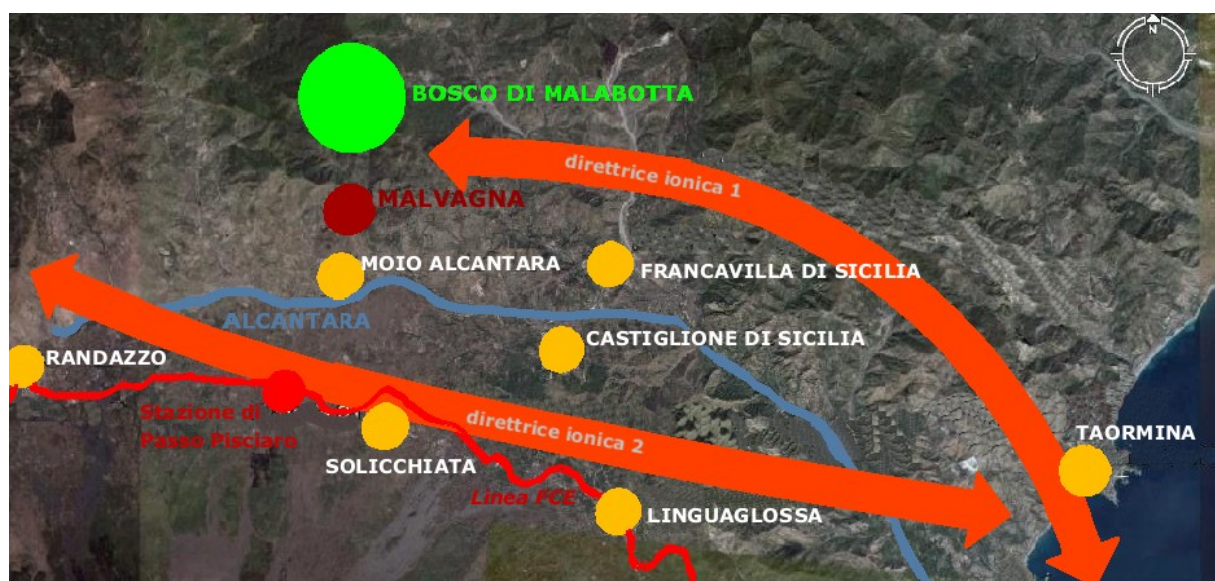 N
BOSCO DI MALABOTTA
direttrice ionica 1
MALVAGNA
MOIO ALCANTARA
FRANCAVILLA DI SICILIA
ALCANTARA
CASTIGLIONE DI SICILIA
RANDAZZO
Stazione di
Passo Pisciaro
direttrice ionica 2
TAORMINA
SOLICCHIATA
Linea FCE
LINGUAGLOSSA